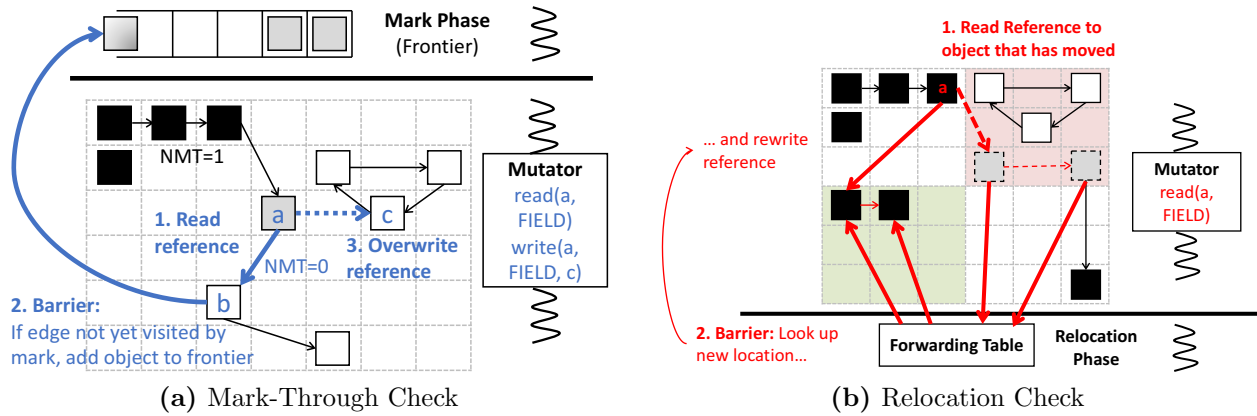 Mark Phase
(Frontier)
NMT=1
1. Read
reference
a
c
3. Overwrite
reference
NMT=0
b
2. Barrier:
If edge not yet visited by
mark, add object to frontier
Mutator
read(a,
FIELD)
write(a,
FIELD, c)
(a) Mark-Through Check
1. Read Reference to
object that has moved
a
... and rewrite
reference
Mutator
read(a,
FIELD)
2. Barrier: Look up
new location...
Forwarding Table
Relocation
Phase
(b) Relocation Check